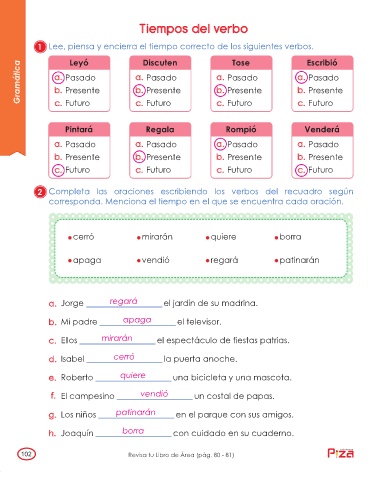 Tiempos del verbo
1 Lee, piensa y encierra el tiempo correcto de los siguientes verbos.
Gramática
Leyó Discuten Tose Escribió
a. Pasado a. Pasado a. Pasado a. Pasado
b. Presente b. Presente b. Presente b. Presente
c. Futuro c. Futuro c. Futuro c. Futuro
Pintará Regala Rompió Venderá
a. Pasado a. Pasado a. Pasado a. Pasado
b. Presente b. Presente b. Presente b. Presente
c. Futuro c. Futuro c. Futuro c. Futuro
2 Completa las oraciones escribiendo los verbos del recuadro según
corresponda. Menciona el tiempo en el que se encuentra cada oración.
• cerró • mirarán • quiere • borra
• apaga • vendió • regará • patinarán
a. Jorge regará el jardín de su madrina.
b. Mi padre apaga el televisor.
c. Ellos mirarán el espectáculo de fiestas patrias.
d. Isabel cerró la puerta anoche.
e. Roberto quiere una bicicleta y una mascota.
f. El campesino vendió un costal de papas.
g. Los niños patinarán en el parque con sus amigos.
h. Joaquín borra con cuidado en su cuaderno.
102 Revisa tu Libro de Área (pág. 80 - 81)